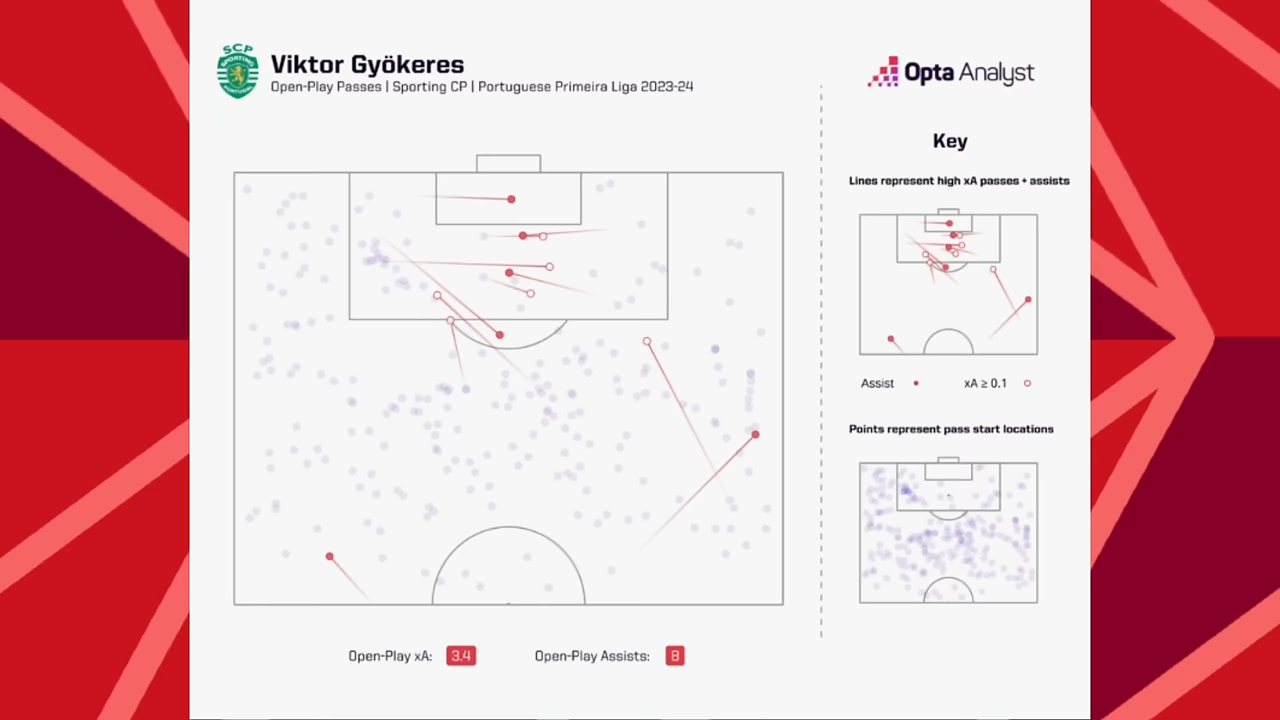 SCP
SPORTING
PORTUGAL
Viktor Gyökeres
Open-Play Passes | Sporting CP | Portuguese Primeira Liga 2023-24
Opta Analyst
Key
Lines represent high xA passes + assists
Assist
xA ≥ 0.1
Points represent pass start locations
Open-Play xA: 3.4
Open-Play Assists: 8